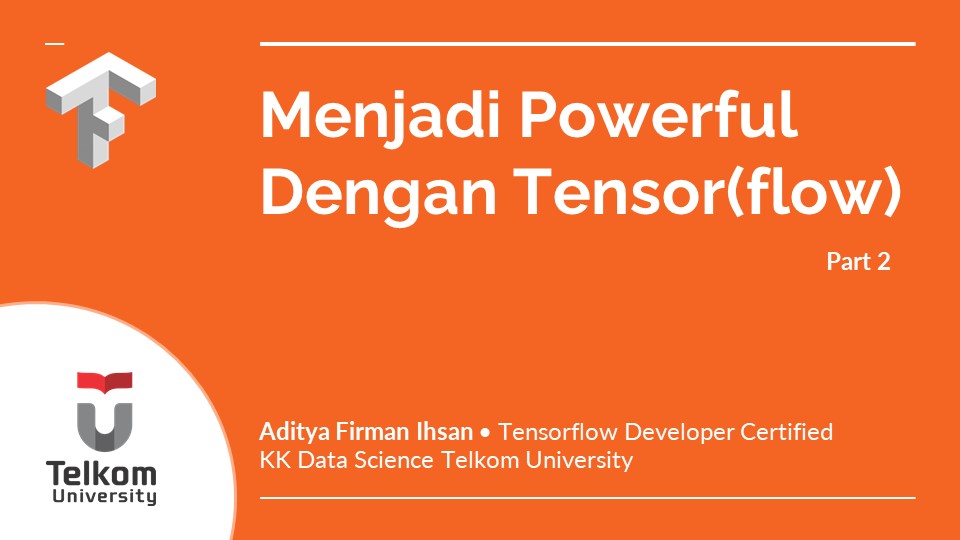 Menjadi Powerful
Dengan Tensor(flow)
Part 2
Aditya Firman Ihsan • Tensorflow Developer Certified
KK Data Science Telkom University
Telkom
University